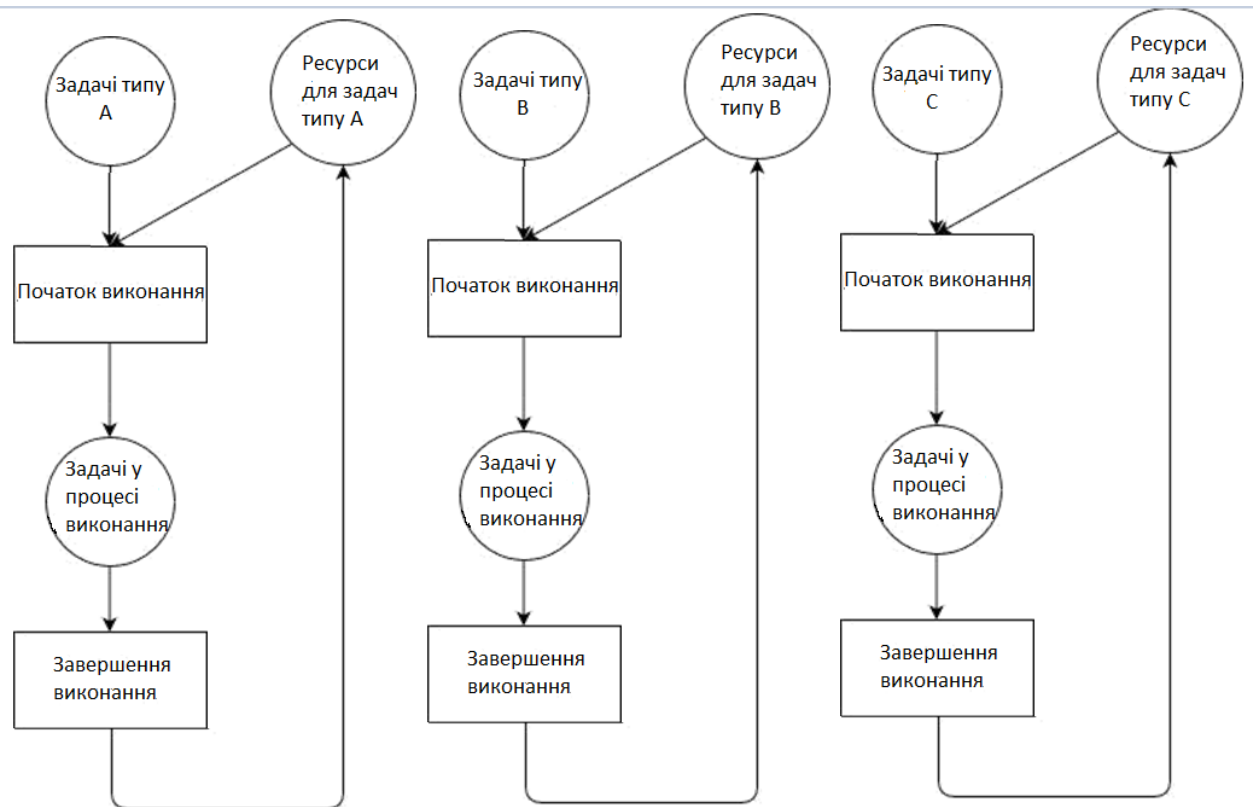 Задачі типу
А
Ресурси
для задач
типу А
Початок виконання
Задачі у
процесі
виконання
Завершення
виконання
Задачі типу
В
Ресурси
для задач
типу В
Початок виконання
Задачі у
процесі
виконання
Завершення
виконання
Задачі типу
С
Ресурси
для задач
типу С
Початок виконання
Задачі у
процесі
виконання
Завершення
виконання